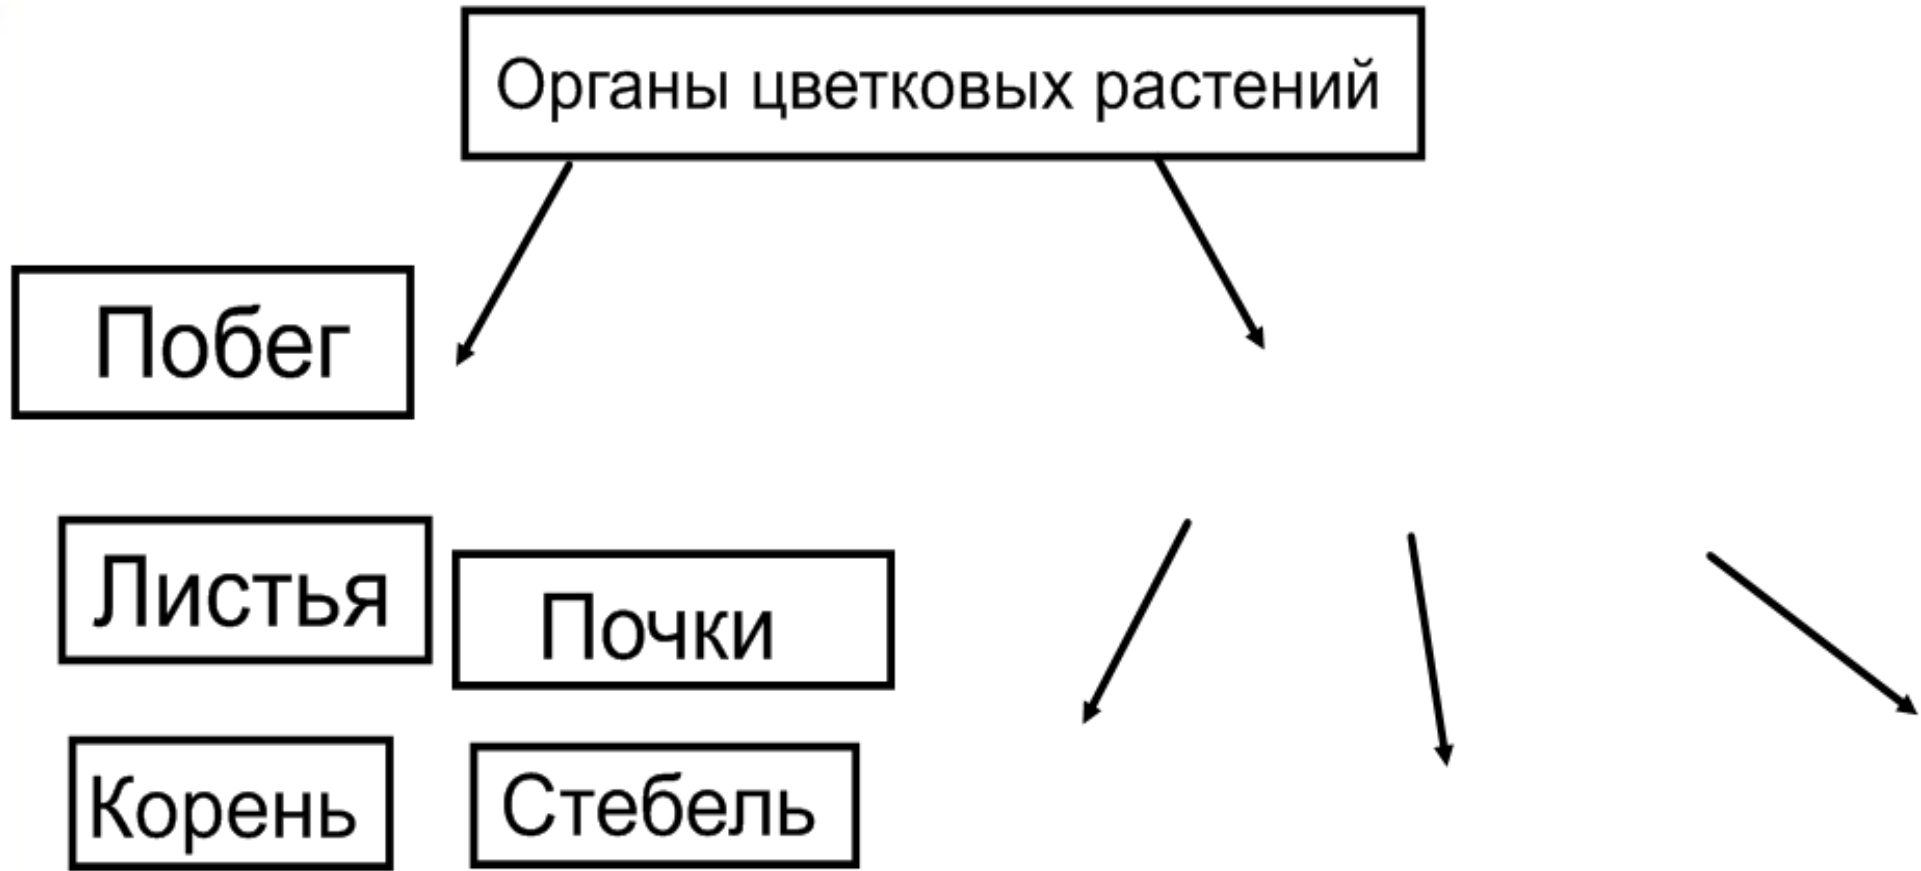 Органы цветковых растений
Побег
Листья
Почки
Корень
Стебель